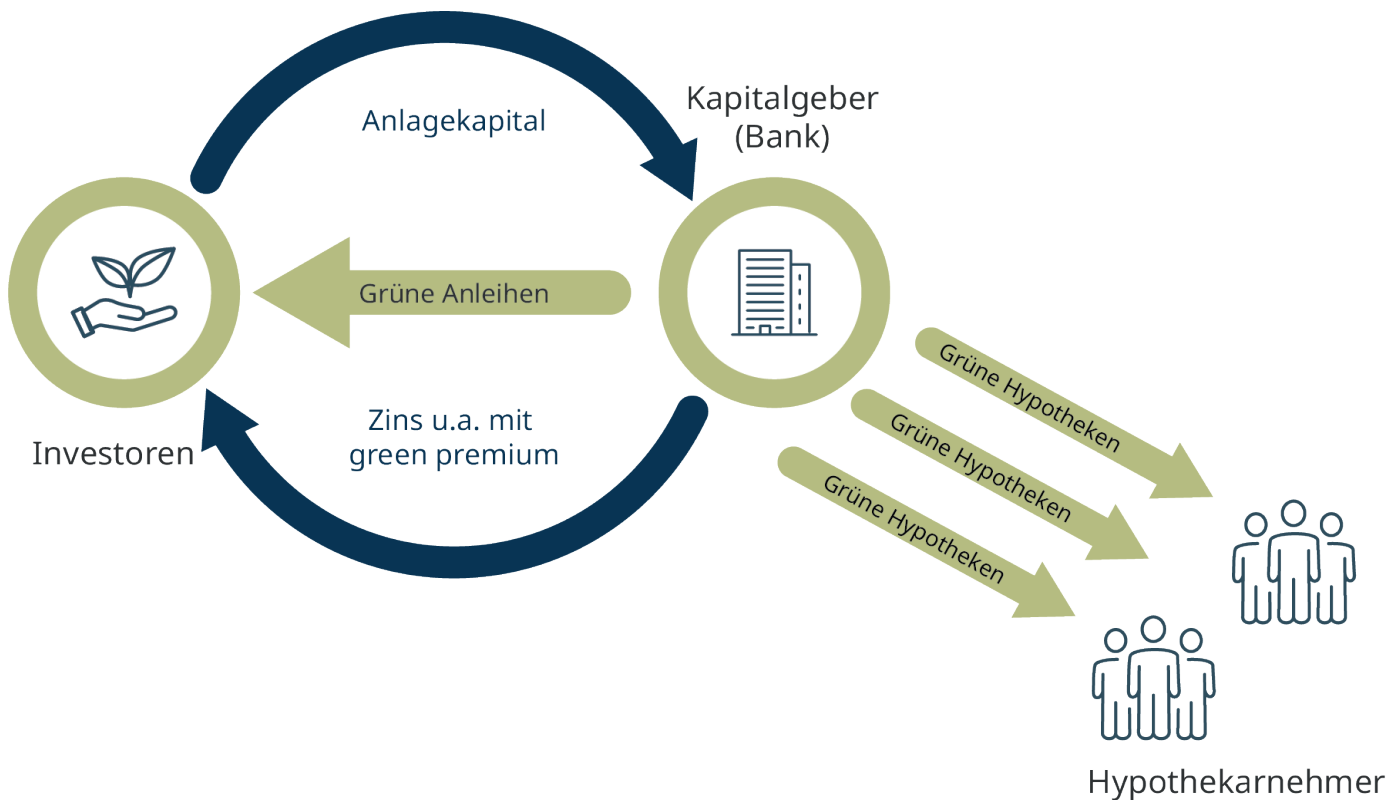 Anlagekapital
Kapitalgeber
(Bank)
Grüne Anleihen
Investoren
Zins u.a. mit
green premium
Grüne Hypotheken
Grüne Hypotheken
Grüne Hypotheken
Hypothekarnehmer